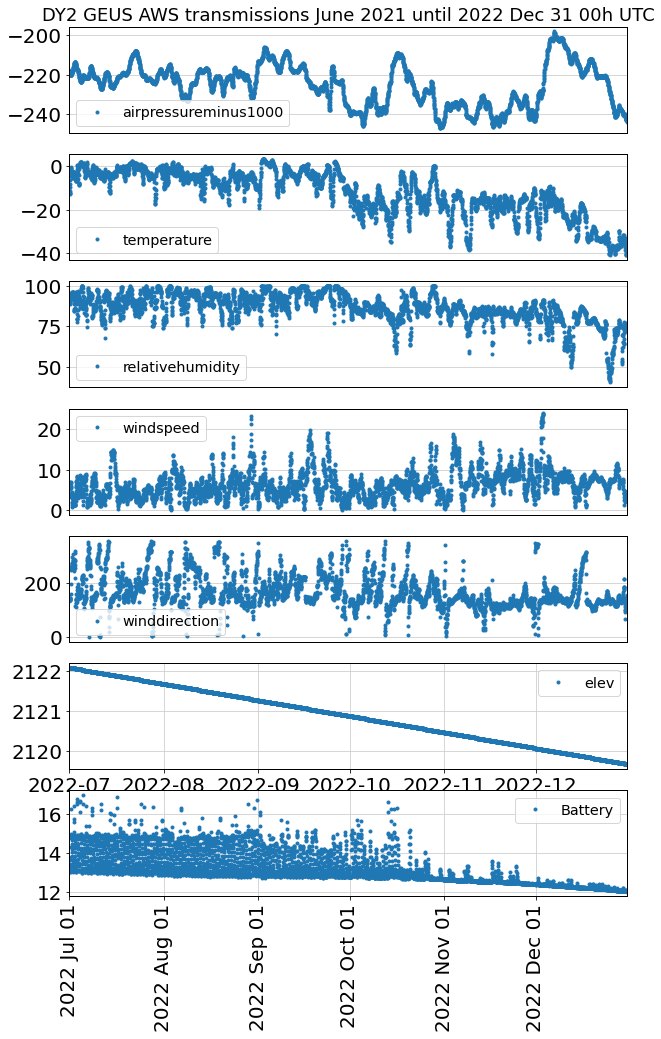 DY2 GEUS AWS transmissions June 2021 until 2022 Dec 31 00h UTC
−200
−220
−240
airpressureminus1000
0
−20
−40
temperature
100
75
50
relativehumidity
20
10
0
windspeed
200
0
winddirection
2122
2121
2120
elev
2022-07 2022-08 2022-09 2022-10 2022-11 2022-12
16
14
12
Battery
2022 Jul 01
2022 Aug 01
2022 Sep 01
2022 Oct 01
2022 Nov 01
2022 Dec 01